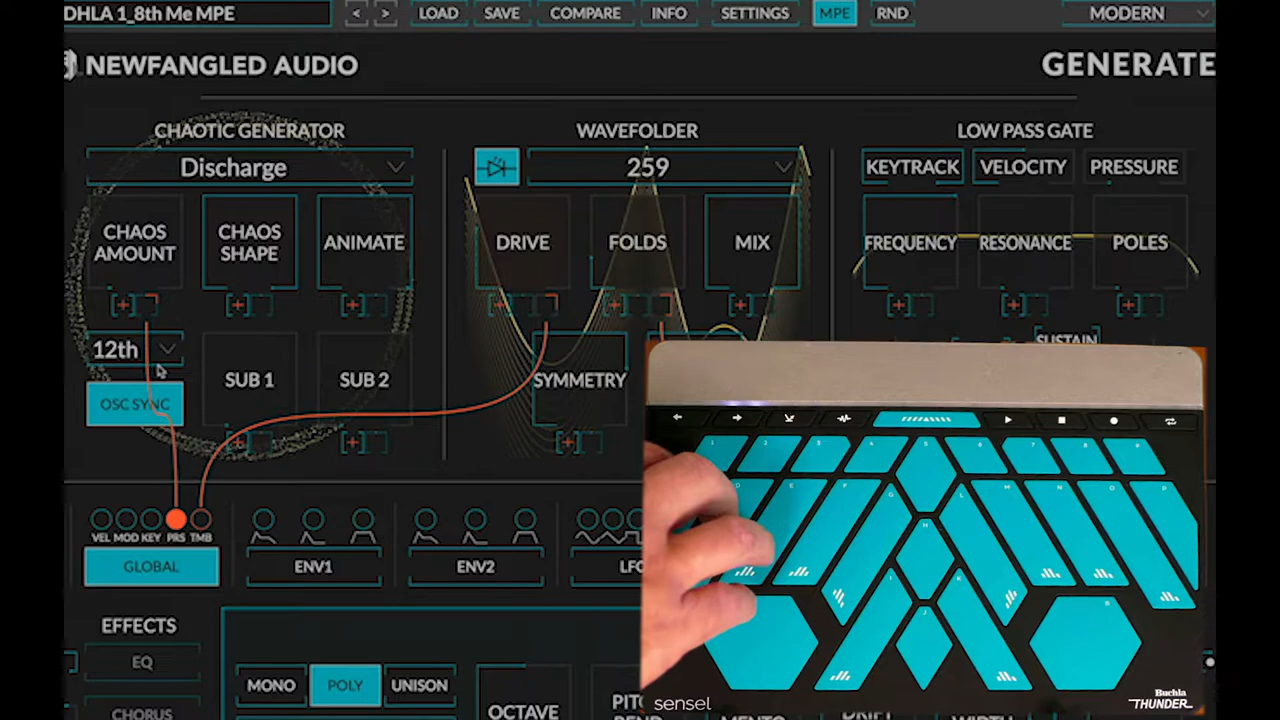 DHLA 1_8th Me MPE
< > LOAD SAVE COMPARE INFO SETTINGS MPE RND MODERN
NEWFANGLED AUDIO
GENERATE
CHAOTIC GENERATOR
WAVEFOLDER
LOW PASS GATE
Discharge
259
KEYTRACK VELOCITY PRESSURE
CHAOS AMOUNT
CHAOS SHAPE
ANIMATE
DRIVE
FOLDS
MIX
FREQUENCY
RESONANCE
POLES
12th
SUSTAIN
OSC SYNC
SUB 1
SUB 2
SYMMETRY
VEL MOD KEY PRS TMB
GLOBAL
ENV1
ENV2
EFFECTS
EQ
CHORUS
MONO POLY UNISON
OCTAVE
sensel
Buchla
THUNDER